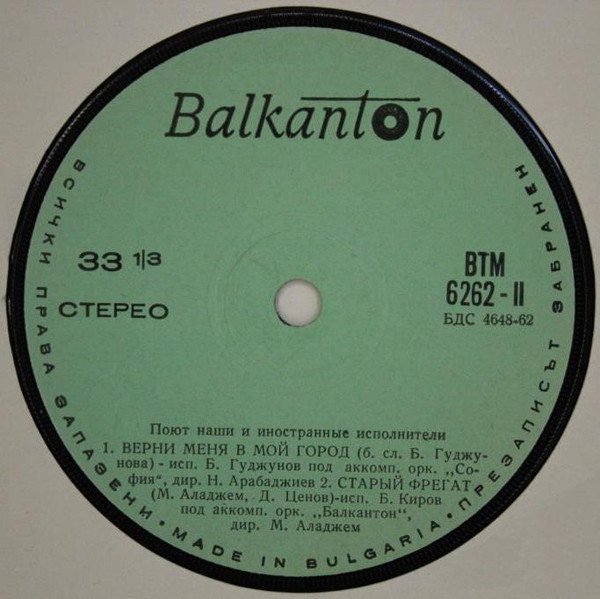 Balkanton
33 1|3
СТЕРЕО
ВТМ
6262 - II
БДС 4648-62
Поют наши и иностранные исполнители
1. ВЕРНИ МЕНЯ В МОЙ ГОРОД (б. сл. Б. Гуджу-
нова) - исп. Б. Гуджунов под аккомп. орк. „Со-
фия", дир. Н. Арабаджиев 2. СТАРЫЙ ФРЕГАТ
(М. Аладжем, Д. Ценов)-исп. Б. Киров
под аккомп. орк. „Балкантон",
дир. М. Аладжем
ВСИЧКИ ПРАВА ЗАПАЗЕНИ • MADE IN BULGARIA • ПРЕЗАПИСЪТ ЗАБРАНЕН